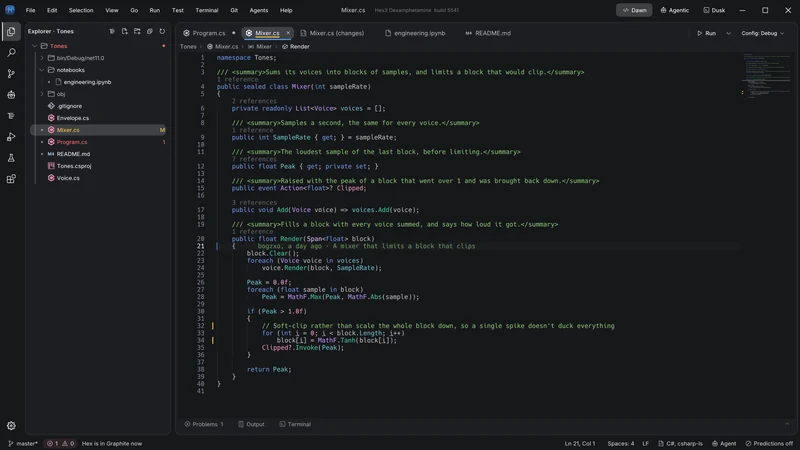 File Edit Go Run Test Terminal Git Agents Help
Mixer.cs Hex3 Desamphetamine build 5941
Dawn Agentic Dusk
Explorer - Tones
Tones
bin/Debug/net11.0
notebooks
engineering.ipynb
obj
.gitignore
Envelope.cs
Mixer.cs M
Program.cs 1
README.md
Tones.csproj
Voice.cs
Program.cs Mixer.cs Mixer.cs (changes) engineering.ipynb README.md
Run Config: Debug
Tones Mixer.cs Mixer Render
1 namespace Tones;
2
3 /// <summary>Sums its voices into blocks of samples, and limits a block that would clip.</summary>
1 reference
4 public sealed class Mixer(int sampleRate)
5 {
2 references
6 private readonly List<Voice> voices = [];
7
8 /// <summary>Samples a second, the same for every voice.</summary>
1 reference
9 public int SampleRate { get; } = sampleRate;
10
11 /// <summary>The loudest sample of the last block, before limiting.</summary>
7 references
12 public float Peak { get; private set; }
13
14 /// <summary>Raised with the peak of a block that went over 1 and was brought back down.</summary>
15 public event Action<float>? Clipped;
16
3 references
17 public void Add(Voice voice) => voices.Add(voice);
18
19 /// <summary>Fills a block with every voice summed, and says how loud it got.</summary>
1 reference
20 public float Render(Span<float> block)
21 { bogzxo, a day ago · A mixer that limits a block that clips
22 block.Clear();
23 foreach (Voice voice in voices)
24 voice.Render(block, SampleRate);
25
26 Peak = 0.0f;
27 foreach (float sample in block)
28 Peak = MathF.Max(Peak, MathF.Abs(sample));
29
30 if (Peak > 1.0f)
31 {
32 // Soft-clip rather than scale the whole block down, so a single spike doesn't duck everything
33 for (int i = 0; i < block.Length; i++)
34 block[i] = MathF.Tanh(block[i]);
35 Clipped?.Invoke(Peak);
36 }
37
38 return Peak;
39 }
40 }
41
Problems 1 Output Terminal
master* 1 0 Hex is in Graphite now
Ln 21, Col 1 Spaces: 4 LF C#, csharp-ls Agent Predictions off